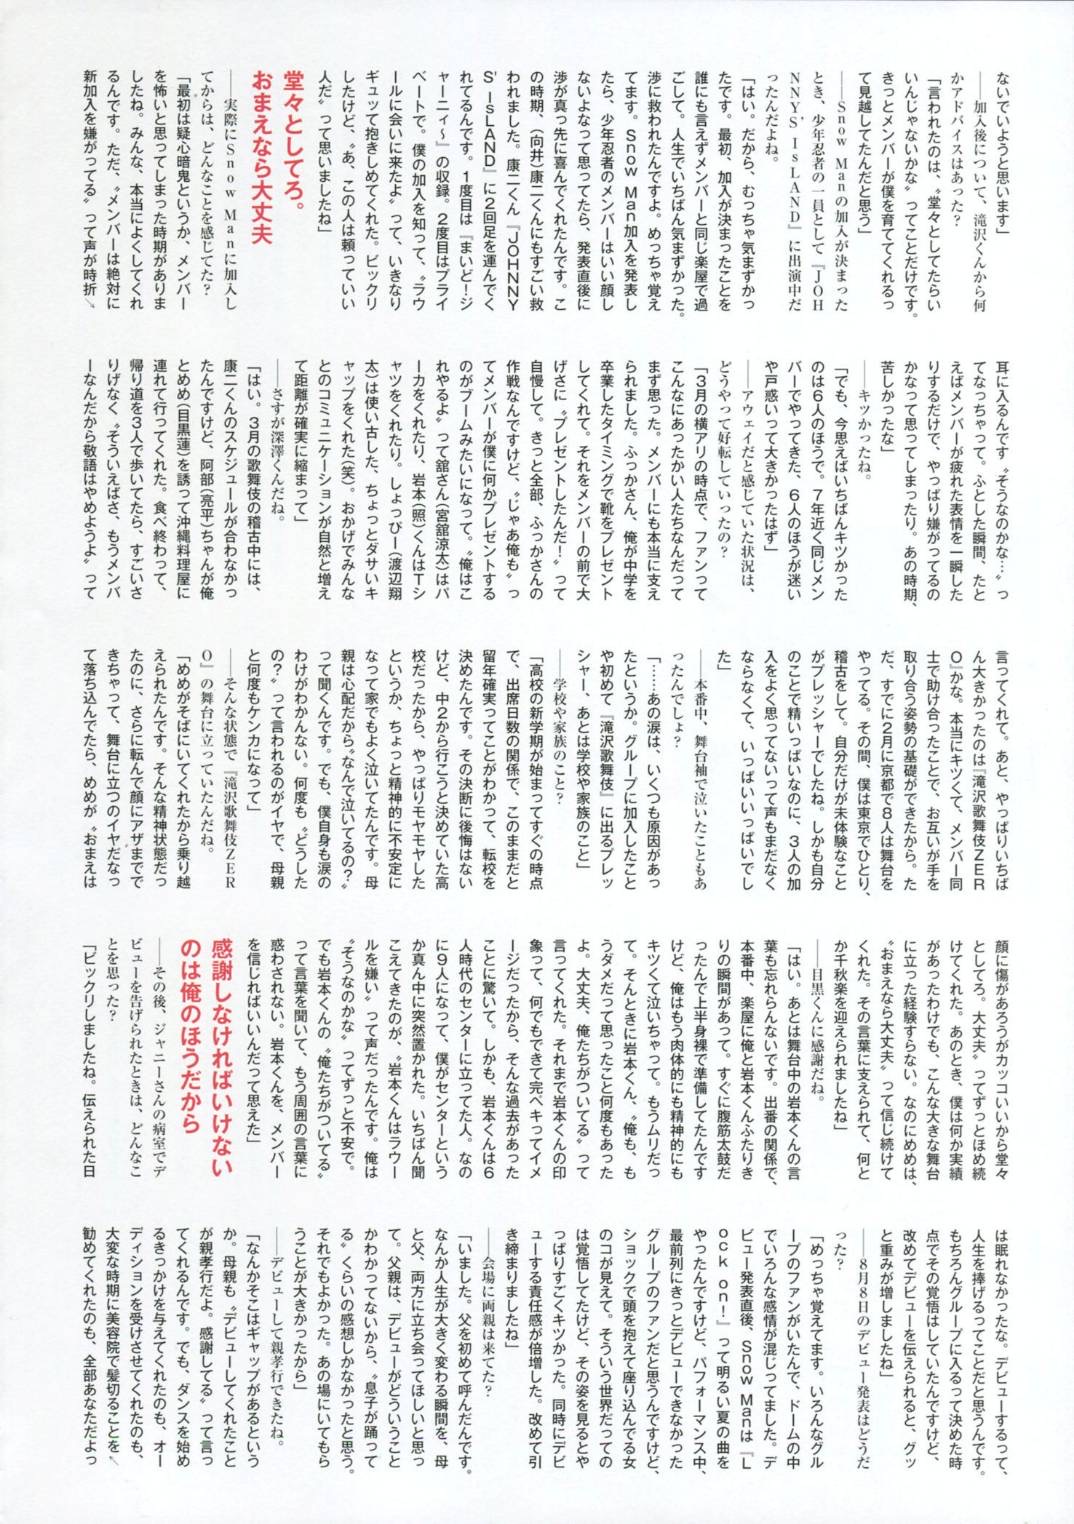 ないでいようと思います」
――加入後について、滝沢くんから何
かアドバイスはあった？
「言われたのは、〝堂々としてたらい
いんじゃないかな〟ってことだけです。
きっとメンバーが僕を育ててくれるっ
て見越してたんだと思う」
――Snow Manの加入が決まった
とき、少年忍者の一員として『JOH
NNYS' IsLAND』に出演中だ
ったんだよね。
「はい。だから、むっちゃ気まずかっ
たです。最初、加入が決まったことを
誰にも言えずメンバーと同じ楽屋で過
ごして。人生でいちばん気まずかった。
渉に救われたんですよ。めっちゃ覚え
てます。Snow Man加入を発表し
たら、少年忍者のメンバーはいい顔し
ないよなって思ってたら、発表直後に
渉が真っ先に喜んでくれたんです。こ
の時期、（向井）康二くんにもすごい救
われました。康二くん『JOHNNY
S' IsLAND』に2回足を運んでく
れてるんです。1度目は『まいど！ジ
ャーニィ〜』の収録。2度目はプライ
ベートで。僕の加入を知って、〝ラウ
ールに会いに来たよ〟って、いきなり
ギュッて抱きしめてくれた。ビックリ
したけど、〝あ、この人は頼っていい
人だ〟って思いましたね」
堂々としてろ。
おまえなら大丈夫
――実際にSnow Manに加入し
てからは、どんなことを感じてた？
「最初は疑心暗鬼というか、メンバー
を怖いと思ってしまった時期がありま
したね。みんな、本当によくしてくれ
るんです。ただ、〝メンバーは絶対に
新加入を嫌がってる〟って声が時折↘
耳に入るんです〝そうなのかな…〟っ
てなっちゃって。ふとした瞬間、たと
えばメンバーが疲れた表情を一瞬した
りするだけで、やっぱり嫌がってるの
かなって思ってしまったり。あの時期、
苦しかったな」
――キツかったね。
「でも、今思えばいちばんキツかった
のは6人のほうで。7年近く同じメン
バーでやってきた、6人のほうが迷い
や戸惑いって大きかったはず」
――アウェイだと感じていた状況は、
どうやって好転していったの？
「3月の横アリの時点で、ファンって
こんなにあったかい人たちなんだって
まず思った。メンバーにも本当に支え
られました。ふっかさん、俺が中学を
卒業したタイミングで靴をプレゼント
してくれて。それをメンバーの前で大
げさに〝プレゼントしたんだ！〟って
自慢して。きっと全部、ふっかさんの
作戦なんですけど、〝じゃあ俺も〟っ
てメンバーが僕に何かプレゼントする
のがブームみたいになって。〝俺はこ
れやるよ〟って舘さん（宮舘涼太）はパ
ーカをくれたり、岩本（照）くんはTシ
ャツをくれたり。しょっぴー（渡辺翔
太）は使い古した、ちょっとダサいキ
ャップをくれた（笑）。おかげでみんな
とのコミュニケーションが自然と増え
て距離が確実に縮まって」
――さすが深澤くんだね。
「はい。3月の歌舞伎の稽古中には、
康二くんのスケジュールが合わなかっ
たんですけど、阿部（亮平）ちゃんが俺
とめめ（目黒蓮）を誘って沖縄料理屋に
連れて行ってくれた。食べ終わって、
帰り道を3人で歩いてたら、すごいさ
りげなく〝そういえばさ、もうメンバ
ーなんだから敬語はやめようよ〟って
言ってくれて。あと、やっぱりいちば
ん大きかったのは『滝沢歌舞伎ZER
O』かな。本当にキツくて、メンバー同
士で助け合ったことで、お互いが手を
取り合う姿勢の基礎ができたから。た
だ、すでに2月に京都で8人は舞台を
やってる。その間、僕は東京でひとり、
稽古をして。自分だけが未体験なこと
がプレッシャーでしたね。しかも自分
のことで精いっぱいなのに、3人の加
入をよく思ってないって声もまだなく
ならなくて、いっぱいいっぱいでし
た」
――本番中、舞台袖で泣いたこともあ
ったんでしょ？
「……あの涙は、いくつも原因があっ
たというか。グループに加入したこと
や初めて『滝沢歌舞伎』に出るプレッ
シャー、あとは学校や家族のこと」
――学校や家族のこと？
「高校の新学期が始まってすぐの時点
で、出席日数の関係で、このままだと
留年確実ってことがわかって、転校を
決めたんです。その決断に後悔はない
けど、中2から行こうと決めていた高
校だったから、やっぱりモヤモヤした
というか、ちょっと精神的に不安定に
なって家でもよく泣いてたんです。母
親は心配だから〝なんで泣いてるの？〟
って聞くんです。でも、僕自身も涙の
わけがわかんない。何度も〝どうした
の？〟って言われるのがイヤで、母親
と何度もケンカになって」
――そんな状態で『滝沢歌舞伎ZER
O』の舞台に立っていたんだね。
「めめがそばにいてくれたから乗り越
えられたんです。そんな精神状態だっ
たのに、さらに転んで顔にアザまでで
きちゃって、舞台に立つのイヤだなっ
て落ち込んでたら、めめが〝おまえは
顔に傷があろうがカッコいいから堂々
としてろ。大丈夫〟ってずっとほめ続
けてくれた。あのとき、僕は何か実績
があったわけでも、こんな大きな舞台
に立った経験すらない。なのにめめは、
〝おまえなら大丈夫〟って信じ続けて
くれた。その言葉に支えられて、何と
か千秋楽を迎えられましたね」
――目黒くんに感謝だね。
「はい。あとは舞台中の岩本くんの言
葉も忘れらんないです。出番の関係で、
本番中、楽屋に俺と岩本くんふたりき
りの瞬間があって。すぐに腹筋太鼓だ
ったんで上半身裸で準備してたんです
けど、俺はもう肉体的にも精神的にも
キツくて泣いちゃって。もうムリだっ
て。そんときに岩本くん、〝俺も、も
うダメだって思ったこと何度もあった
よ。大丈夫、俺たちがついてる〟って
言ってくれたんです。それまで岩本くんの印
象って、何でもできて完ペキってイメ
ージだったから、そんな過去があった
ことに驚いて。しかも、岩本くんは6
人時代のセンターに立ってた人。なの
に9人になって、僕がセンターという
か真ん中に突然置かれた。いちばん聞
こえてきたのが、〝岩本くんはラウー
ルを嫌い〟って声だったんです。俺は
〝そうなのかな〟ってずっと不安で。
でも岩本くんの〝俺たちがついてる〟
って言葉を聞いて、もう周囲の言葉に
惑わされない。岩本くんを、メンバー
を信じればいいんだって思えた」
感謝しなければいけない
のは俺のほうだから
――その後、ジャニーさんの病室でデ
ビューを告げられたときは、どんなこ
とを思った？
「ビックリしましたね。伝えられた日
は眠れなかったな。デビューするって、
人生を捧げるってことだと思うんです。
もちろんグループに入るって決めた時
点でその覚悟はしていたんですけど、
改めてデビューを伝えられると、グッ
と重みが増しましたね」
――8月8日のデビュー発表はどうだ
った？
「めっちゃ覚えてます。いろんなグル
ープのファンがいたんで、ドームの中
でいろんな感情が混じってました。デ
ビュー発表直後、Snow Manは『L
ock on！』って明るい夏の曲を
やったんですけど、パフォーマンス中、
最前列にきっとデビューできなかった
グループのファンだと思うんですけど、
ショックで頭を抱えて座り込んでる女
のコが見えて。そういう世界だっての
は覚悟してたけど、その姿を見るとや
っぱりすごくキツかった。同時にデビ
ューする責任感が倍増した。改めて引
き締まりましたね」
――会場に両親は来てた？
「いました。父を初めて呼んだんです。
なんか人生が大きく変わる瞬間を、母
と父、両方に立ち会ってほしいと思っ
て。父親は、デビューがどういうこと
かわかってないから、〝息子が踊って
る〟くらいの感想しかなかったと思う。
それでもよかった。あの場にいてもら
うことが大きかったから」
――デビューして親孝行できたね。
「なんかそこはギャップがあるという
か。母親も〝デビューしてくれたこと
が親孝行だよ。感謝してる〟って言っ
てくれるんです。でも、ダンスを始め
るきっかけを与えてくれたのも、オー
ディションを受けさせてくれたのも、
大変な時期に美容院で髪切ることを↙
勧めてくれたのも、全部あなただよっ